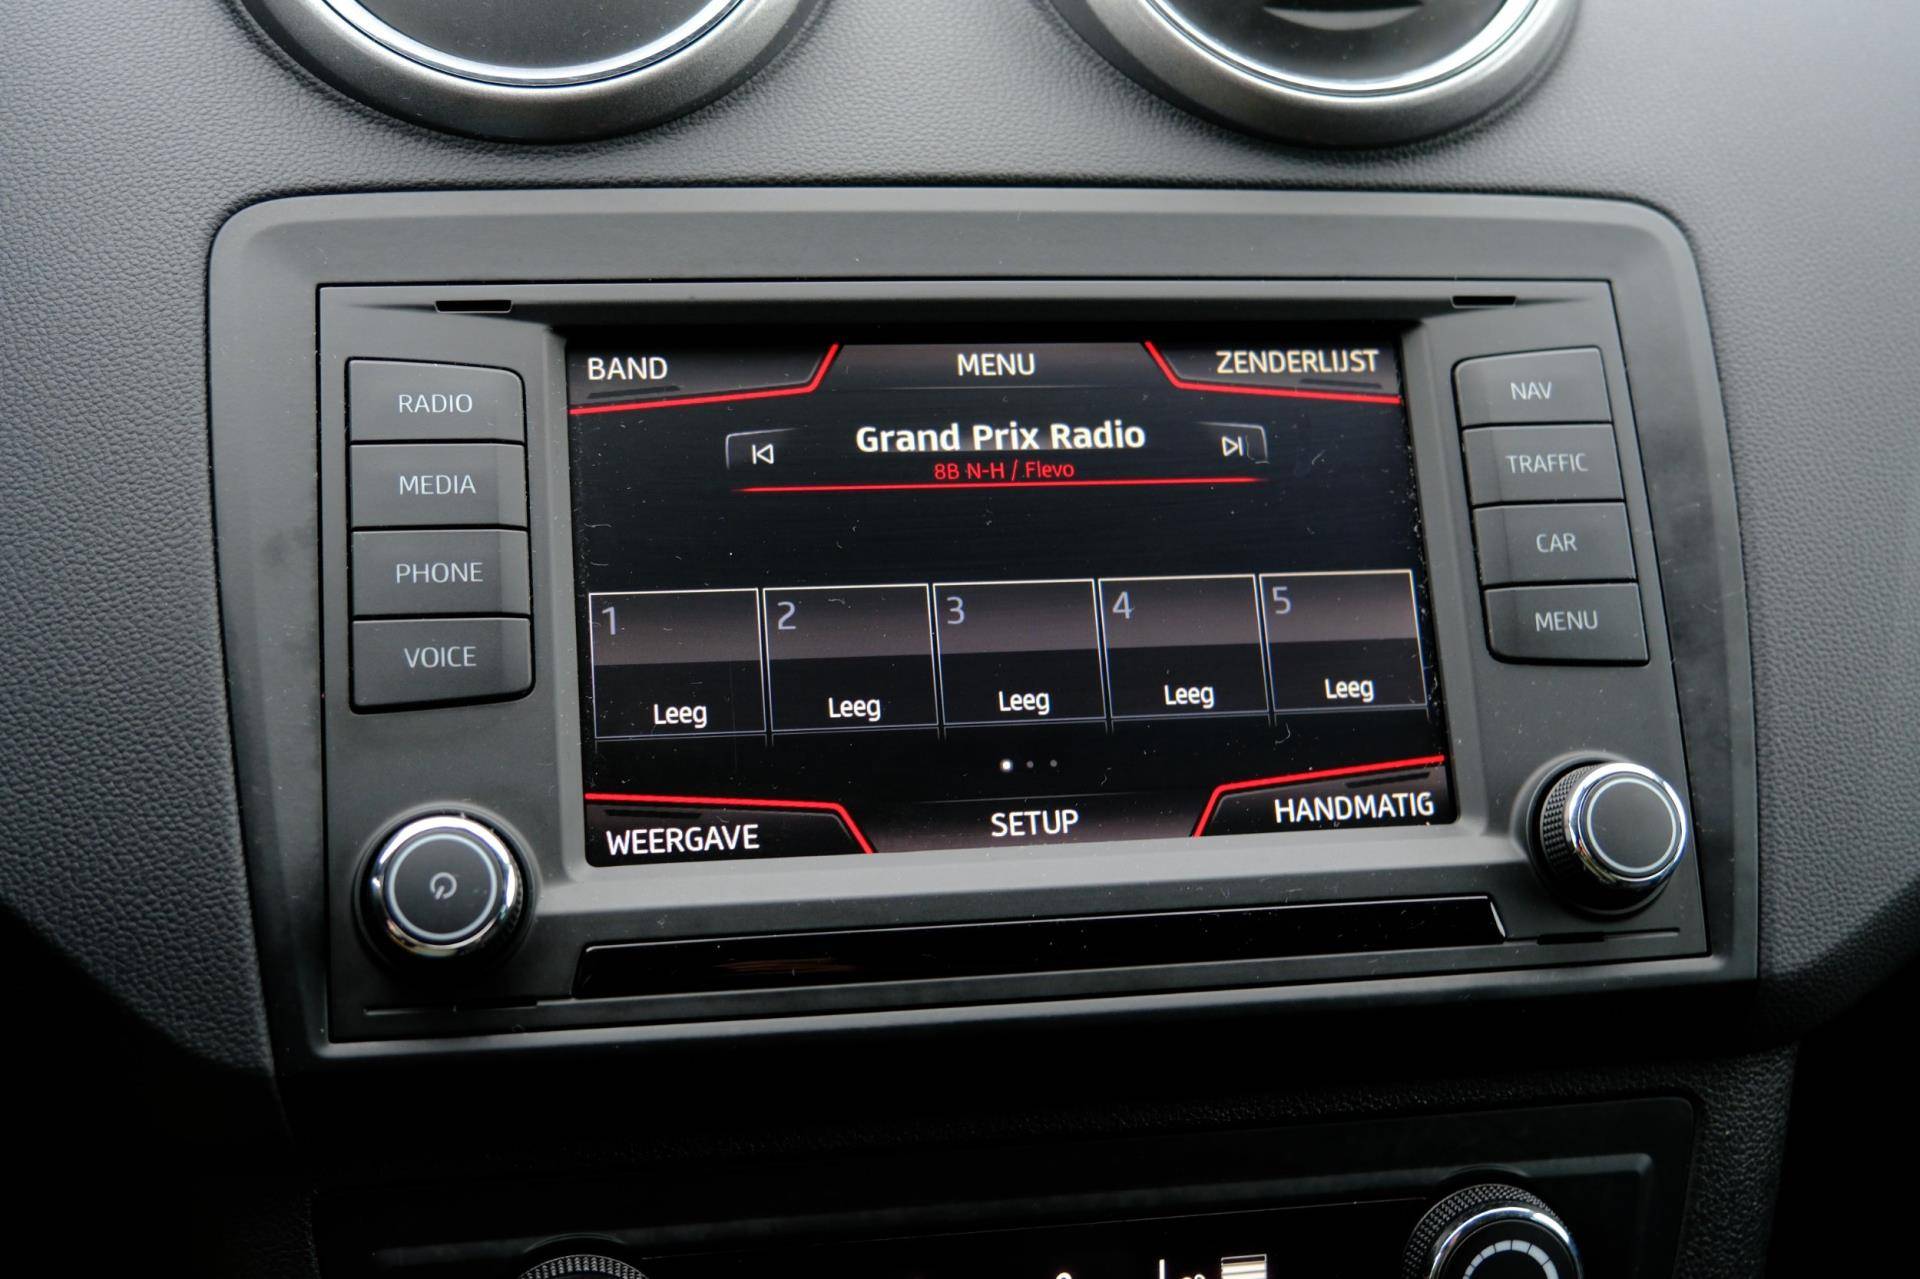 BAND MENU ZENDERLIJST
Grand Prix Radio
8B N-H / Flevo
RADIO
MEDIA
PHONE
VOICE
NAV
TRAFFIC
CAR
MENU
1 2 3 4 5
Leeg Leeg Leeg Leeg Leeg
WEERGAVE SETUP HANDMATIG